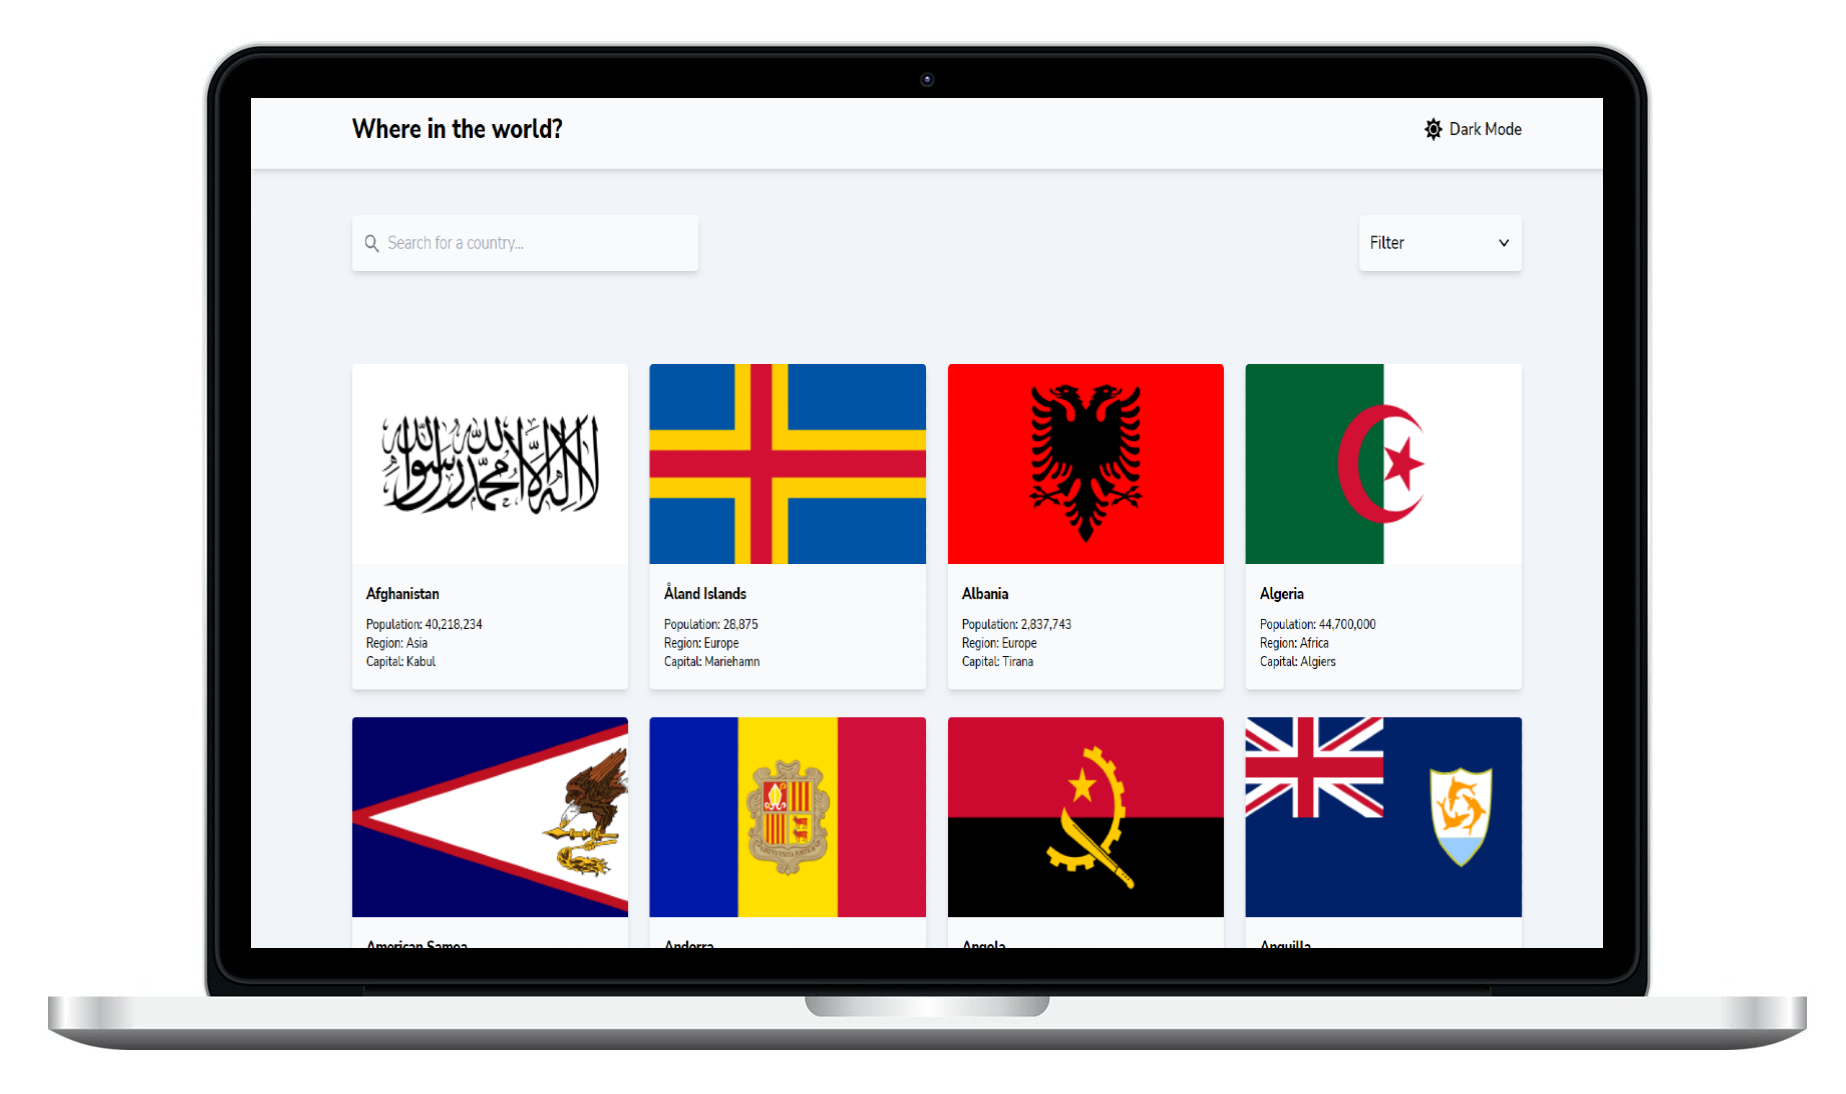 Where in the world?
Dark Mode
Search for a country...
Filter
لا إله إلا الله محمد رسول الله
Afghanistan
Population: 40,218,234
Region: Asia
Capital: Kabul
Åland Islands
Population: 28,875
Region: Europe
Capital: Mariehamn
Albania
Population: 2,837,743
Region: Europe
Capital: Tirana
Algeria
Population: 44,700,000
Region: Africa
Capital: Algiers
American Samoa
Andorra
Angola
Anguilla